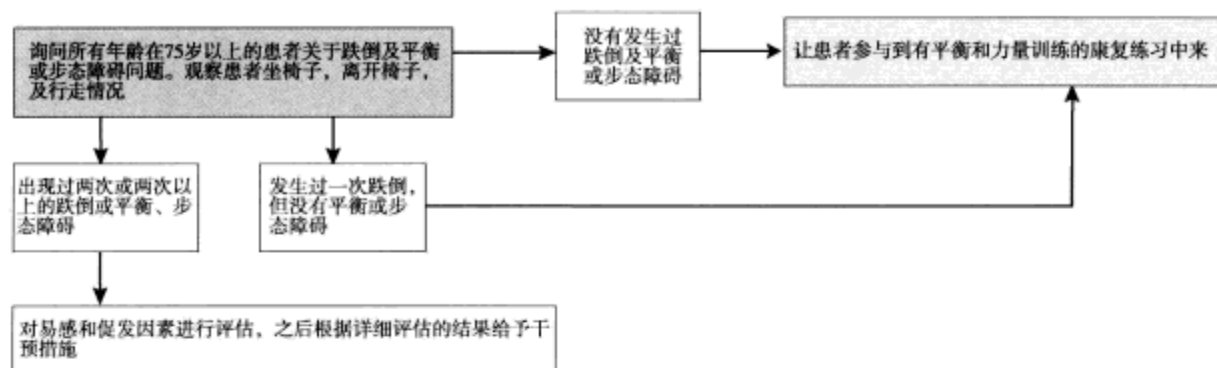 询问所有年龄在75岁以上的患者关于跌倒及平衡
或步态障碍问题。观察患者坐椅子，离开椅子，
及行走情况
没有发生过
跌倒及平衡
或步态障碍
让患者参与到有平衡和力量训练的康复练习中来
出现过两次或两次以
上的跌倒或平衡、步
态障碍
发生过一次跌倒，
但没有平衡或步
态障碍
对易感和促发因素进行评估，之后根据详细评估的结果给予干
预措施